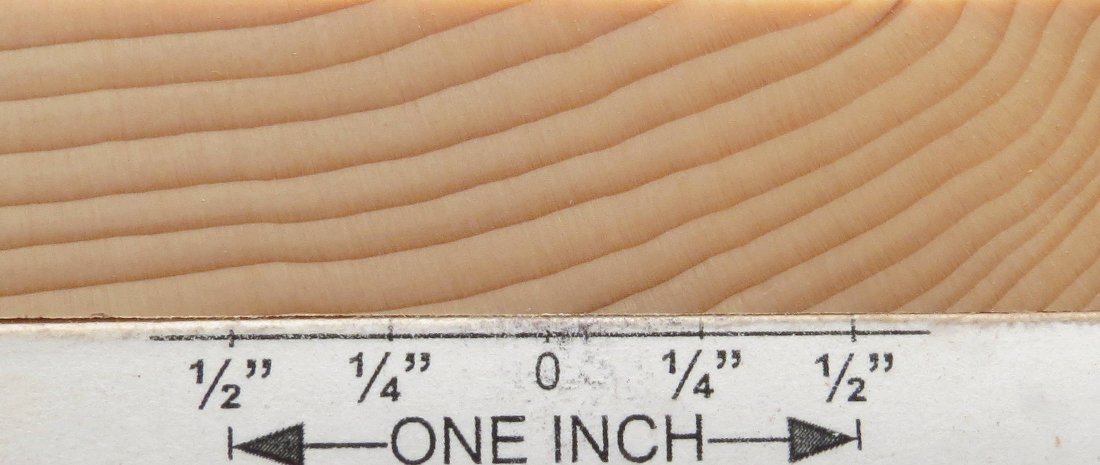 ½” ¼” 0 ¼” ½”
ONE INCH